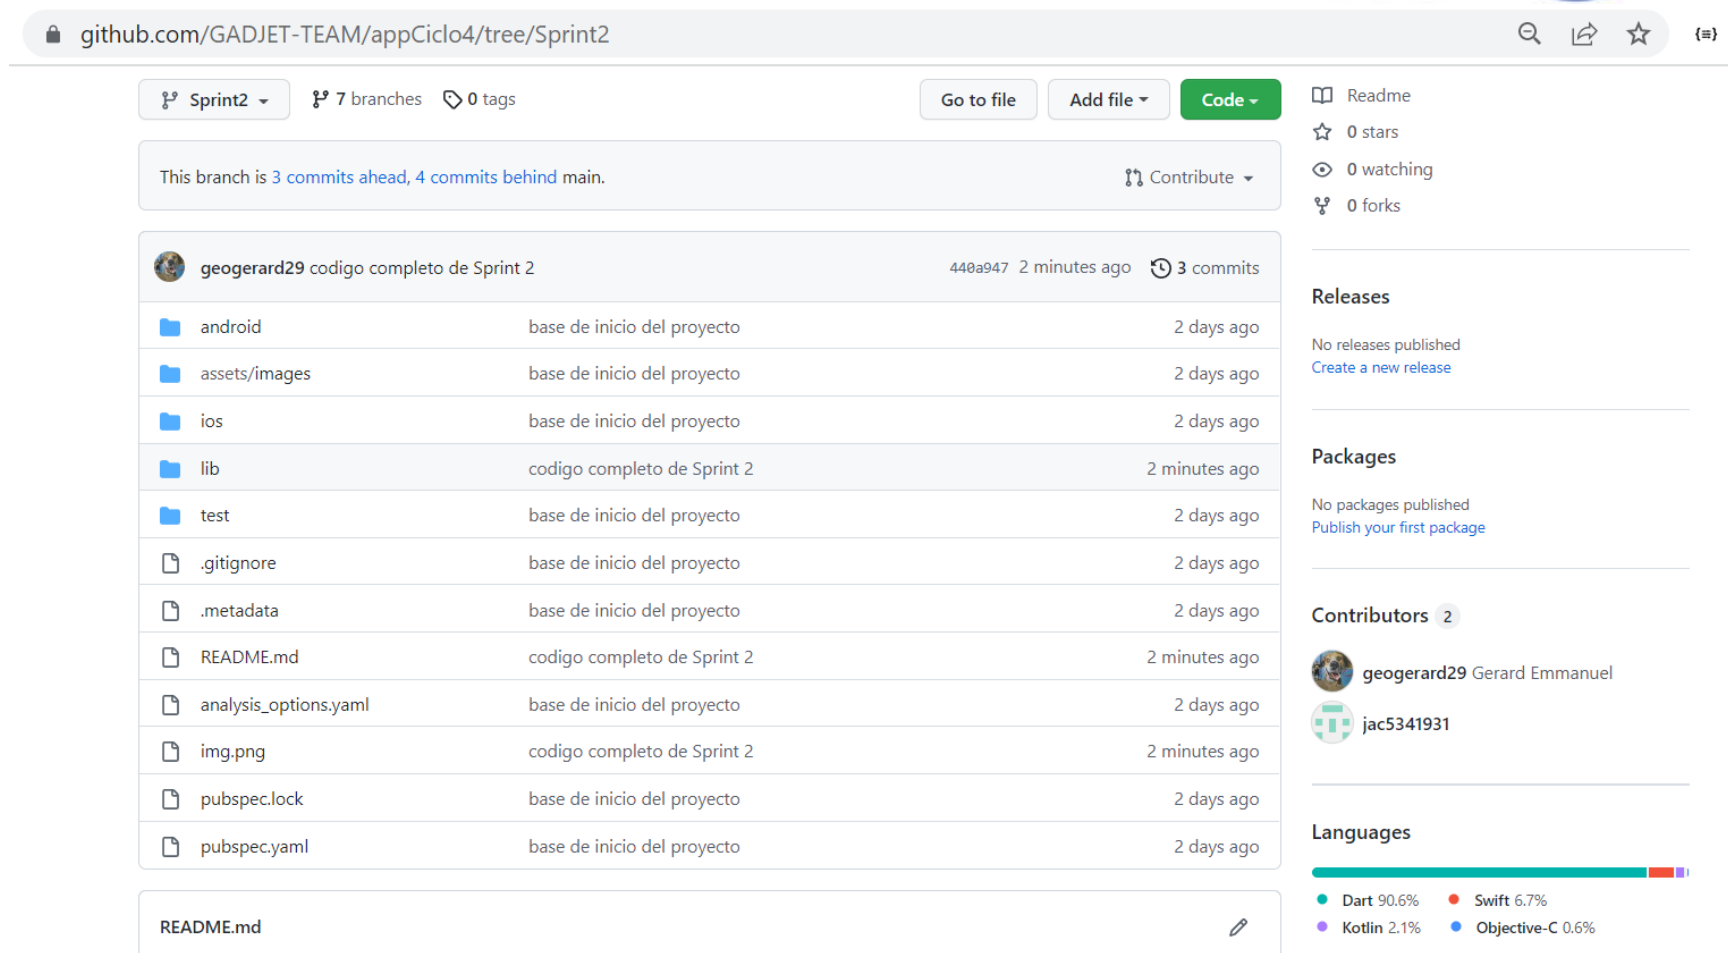 github.com/GADJET-TEAM/appCiclo4/tree/Sprint2
Sprint2 7 branches 0 tags Go to file Add file Code
This branch is 3 commits ahead, 4 commits behind main. Contribute
geogerard29 codigo completo de Sprint 2 440a947 2 minutes ago 3 commits
android base de inicio del proyecto 2 days ago
assets/images base de inicio del proyecto 2 days ago
ios base de inicio del proyecto 2 days ago
lib codigo completo de Sprint 2 2 minutes ago
test base de inicio del proyecto 2 days ago
.gitignore base de inicio del proyecto 2 days ago
.metadata base de inicio del proyecto 2 days ago
README.md codigo completo de Sprint 2 2 minutes ago
analysis_options.yaml base de inicio del proyecto 2 days ago
img.png codigo completo de Sprint 2 2 minutes ago
pubspec.lock base de inicio del proyecto 2 days ago
pubspec.yaml base de inicio del proyecto 2 days ago
README.md
Readme
0 stars
0 watching
0 forks
Releases
No releases published
Create a new release
Packages
No packages published
Publish your first package
Contributors 2
geogerard29 Gerard Emmanuel
jac5341931
Languages
Dart 90.6% Swift 6.7%
Kotlin 2.1% Objective-C 0.6%